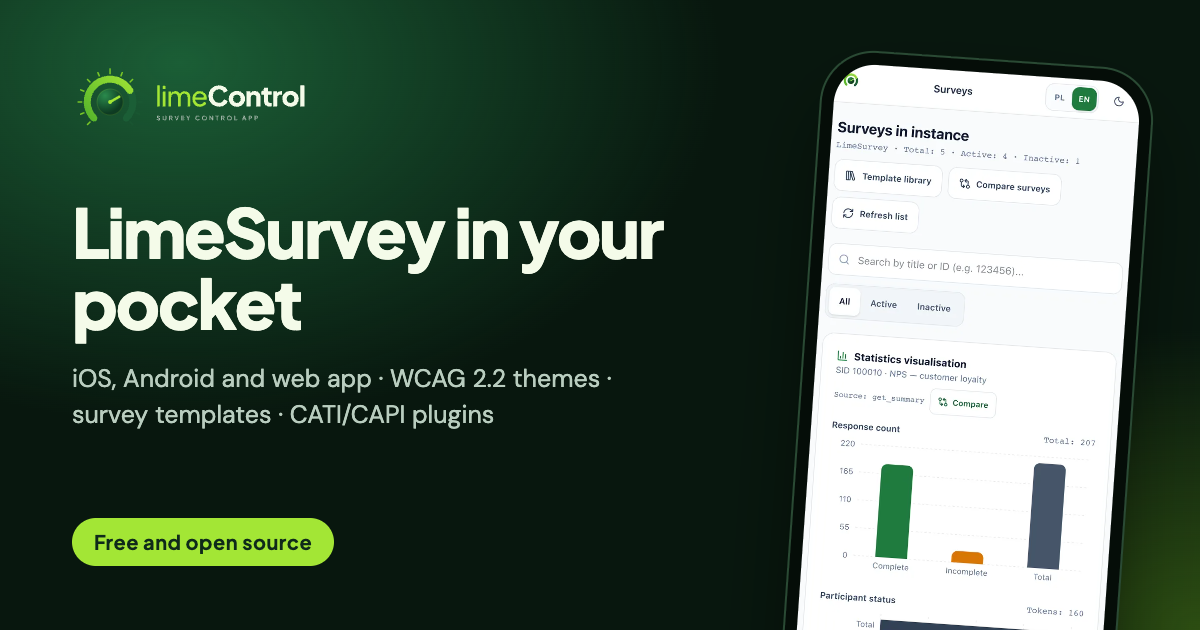 limeControl
SURVEY CONTROL APP
LimeSurvey in your
pocket
iOS, Android and web app · WCAG 2.2 themes ·
survey templates · CATI/CAPI plugins
Free and open source
Surveys
PL
EN
Surveys in instance
LimeSurvey · Total: 5 · Active: 4 · Inactive: 1
Template library
Compare surveys
Refresh list
Search by title or ID (e.g. 123456)...
All
Active
Inactive
Statistics visualisation
SID 100010 · NPS — customer loyalty
Source: get_summary
Compare
Response count
Total: 207
220
165
110
55
0
Complete
Incomplete
Total
Participant status
Tokens: 160
Total